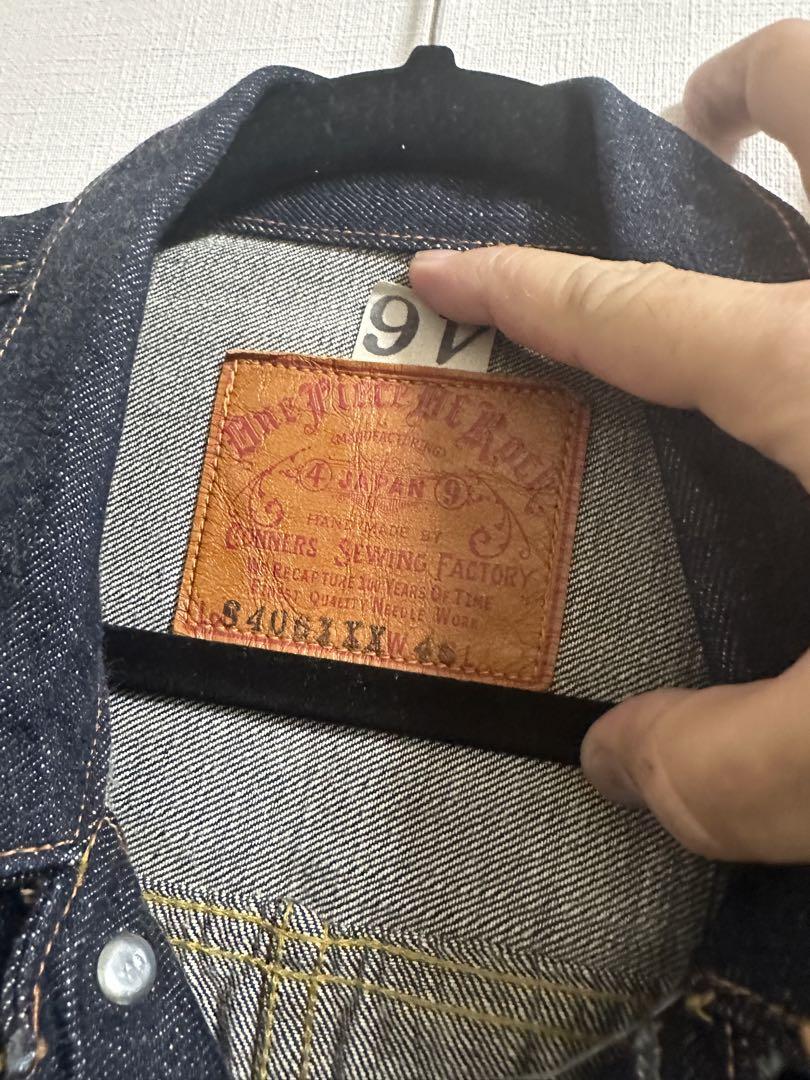 One Piece Of Rock
(MANUFACTURING)
4 JAPAN 9
HAND MADE BY
CONNERS SEWING FACTORY
WE RECAPTURE 100 YEARS OF TIME
FINEST QUALITY NEEDLE WORK
S406XXX W 46 L